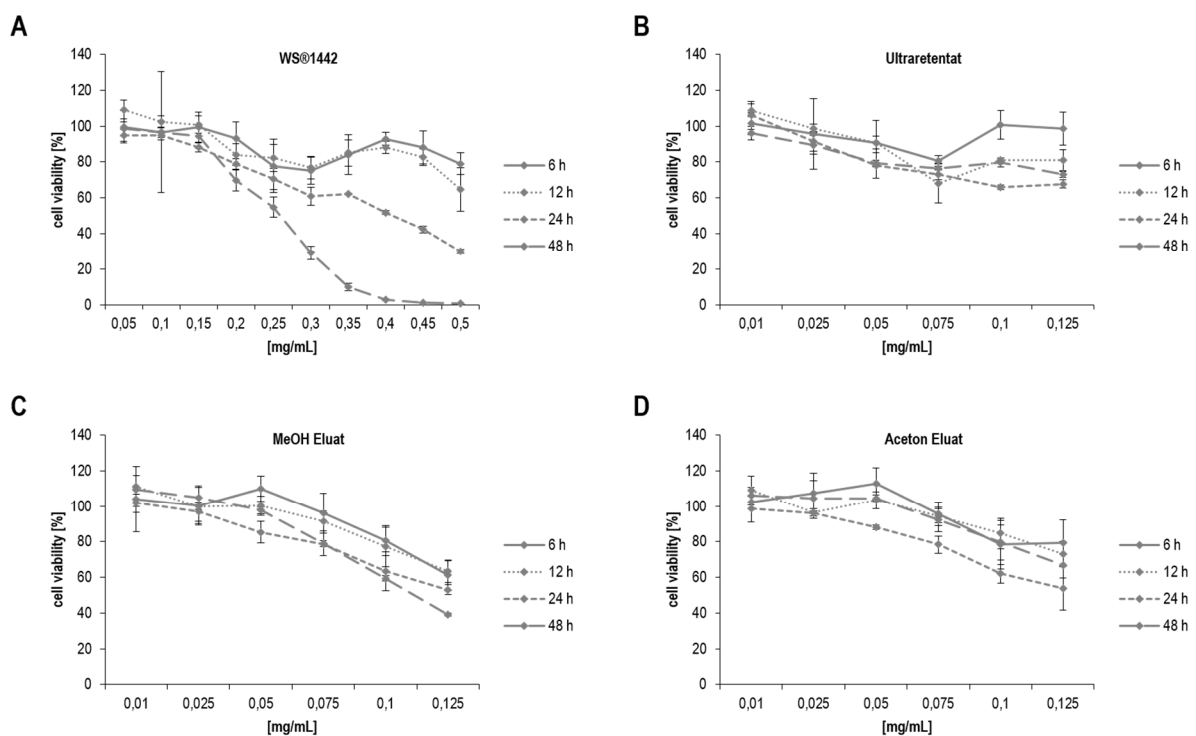 A
WS®1442
cell viability [%]
140
120
100
80
60
40
20
0
0,05 0,1 0,15 0,2 0,25 0,3 0,35 0,4 0,45 0,5
[mg/mL]
6 h
12 h
24 h
48 h
B
Ultraretentat
cell viability [%]
140
120
100
80
60
40
20
0
0,01 0,025 0,05 0,075 0,1 0,125
[mg/mL]
6 h
12 h
24 h
48 h
C
MeOH Eluat
cell viability [%]
140
120
100
80
60
40
20
0
0,01 0,025 0,05 0,075 0,1 0,125
[mg/mL]
6 h
12 h
24 h
48 h
D
Aceton Eluat
cell viability [%]
140
120
100
80
60
40
20
0
0,01 0,025 0,05 0,075 0,1 0,125
[mg/mL]
6 h
12 h
24 h
48 h